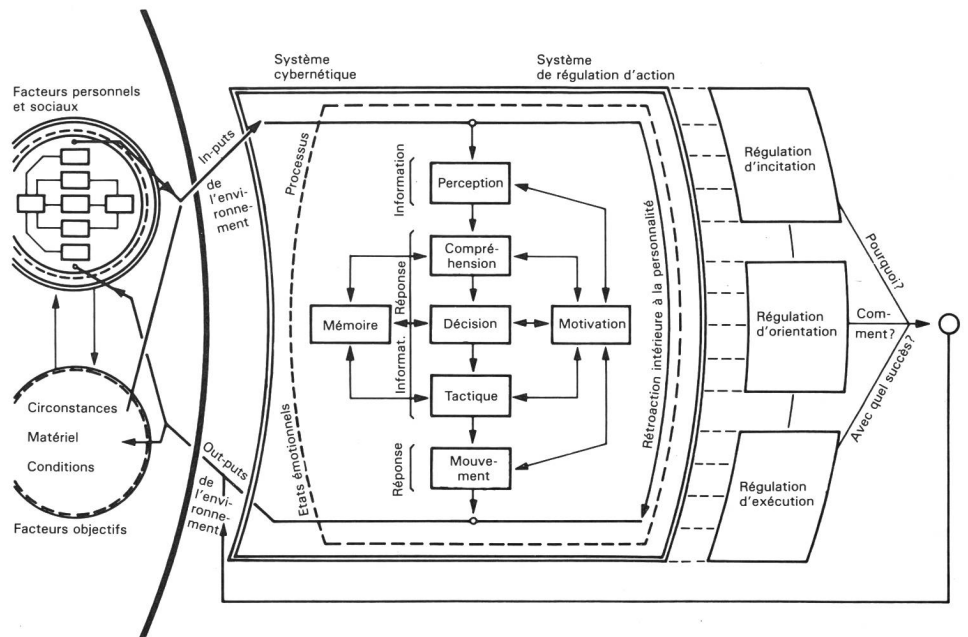 Système
cybernétique
Système
de régulation d'action
Facteurs personnels
et sociaux
In-puts
de
l'envi-
ronne-
ment
Processus
Information
Perception
Régulation
d'incitation
Réponse
Compré-
hension
Rétroaction intérieure à la personnalité
Pourquoi?
Mémoire
Décision
Motivation
Régulation
d'orientation
Com-
ment?
Informat.
Tactique
Avec quel succès?
Circonstances
Matériel
Conditions
Facteurs objectifs
Out-puts
de
l'envi-
ronne-
ment
Etats émotionnels
Réponse
Mouve-
ment
Régulation
d'exécution